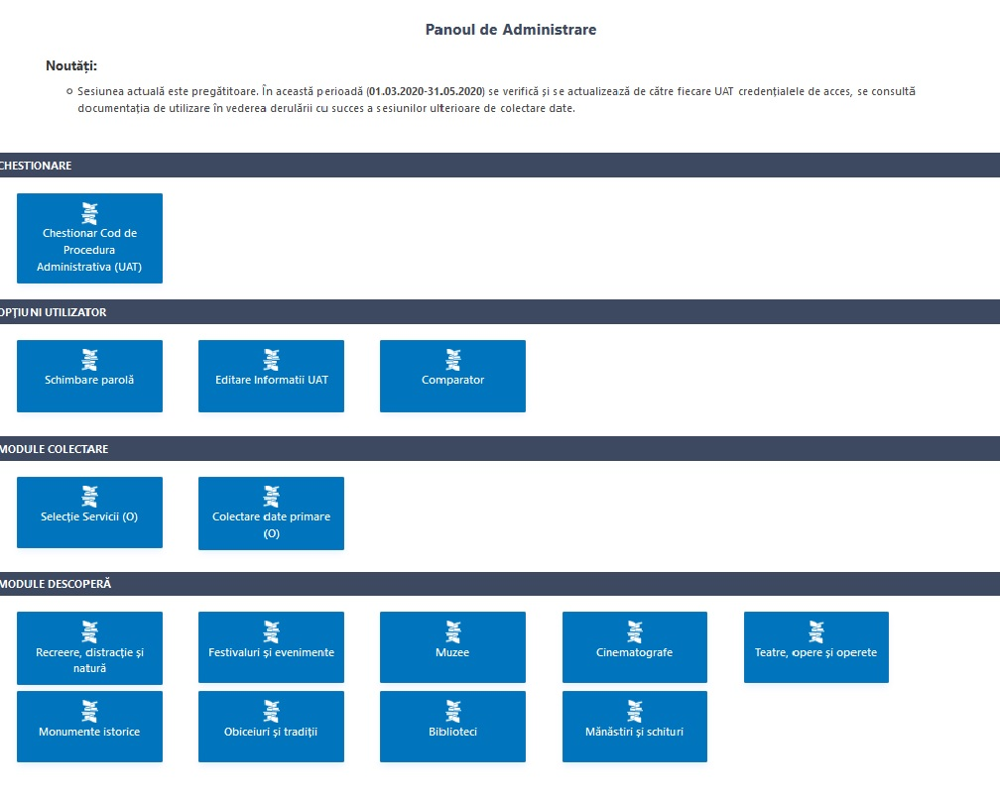 Panoul de Administrare
Noutăți:
Sesiunea actuală este pregătitoare. În această perioadă (01.03.2020-31.05.2020) se verifică și se actualizează de către fiecare UAT credențialele de acces, se consultă
documentația de utilizare în vederea derulării cu succes a sesiunilor ulterioare de colectare date.
CHESTIONARE
Chestionar Cod de
Procedura
Administrativa (UAT)
OPȚIUNI UTILIZATOR
Schimbare parolă
Editare Informatii UAT
Comparator
MODULE COLECTARE
Selecție Servicii (O)
Colectare date primare
(O)
MODULE DESCOPERĂ
Recreere, distracție și
natură
Festivaluri și evenimente
Muzee
Cinematografe
Teatre, opere și operete
Monumente istorice
Obiceiuri și tradiții
Biblioteci
Mănăstiri și schituri